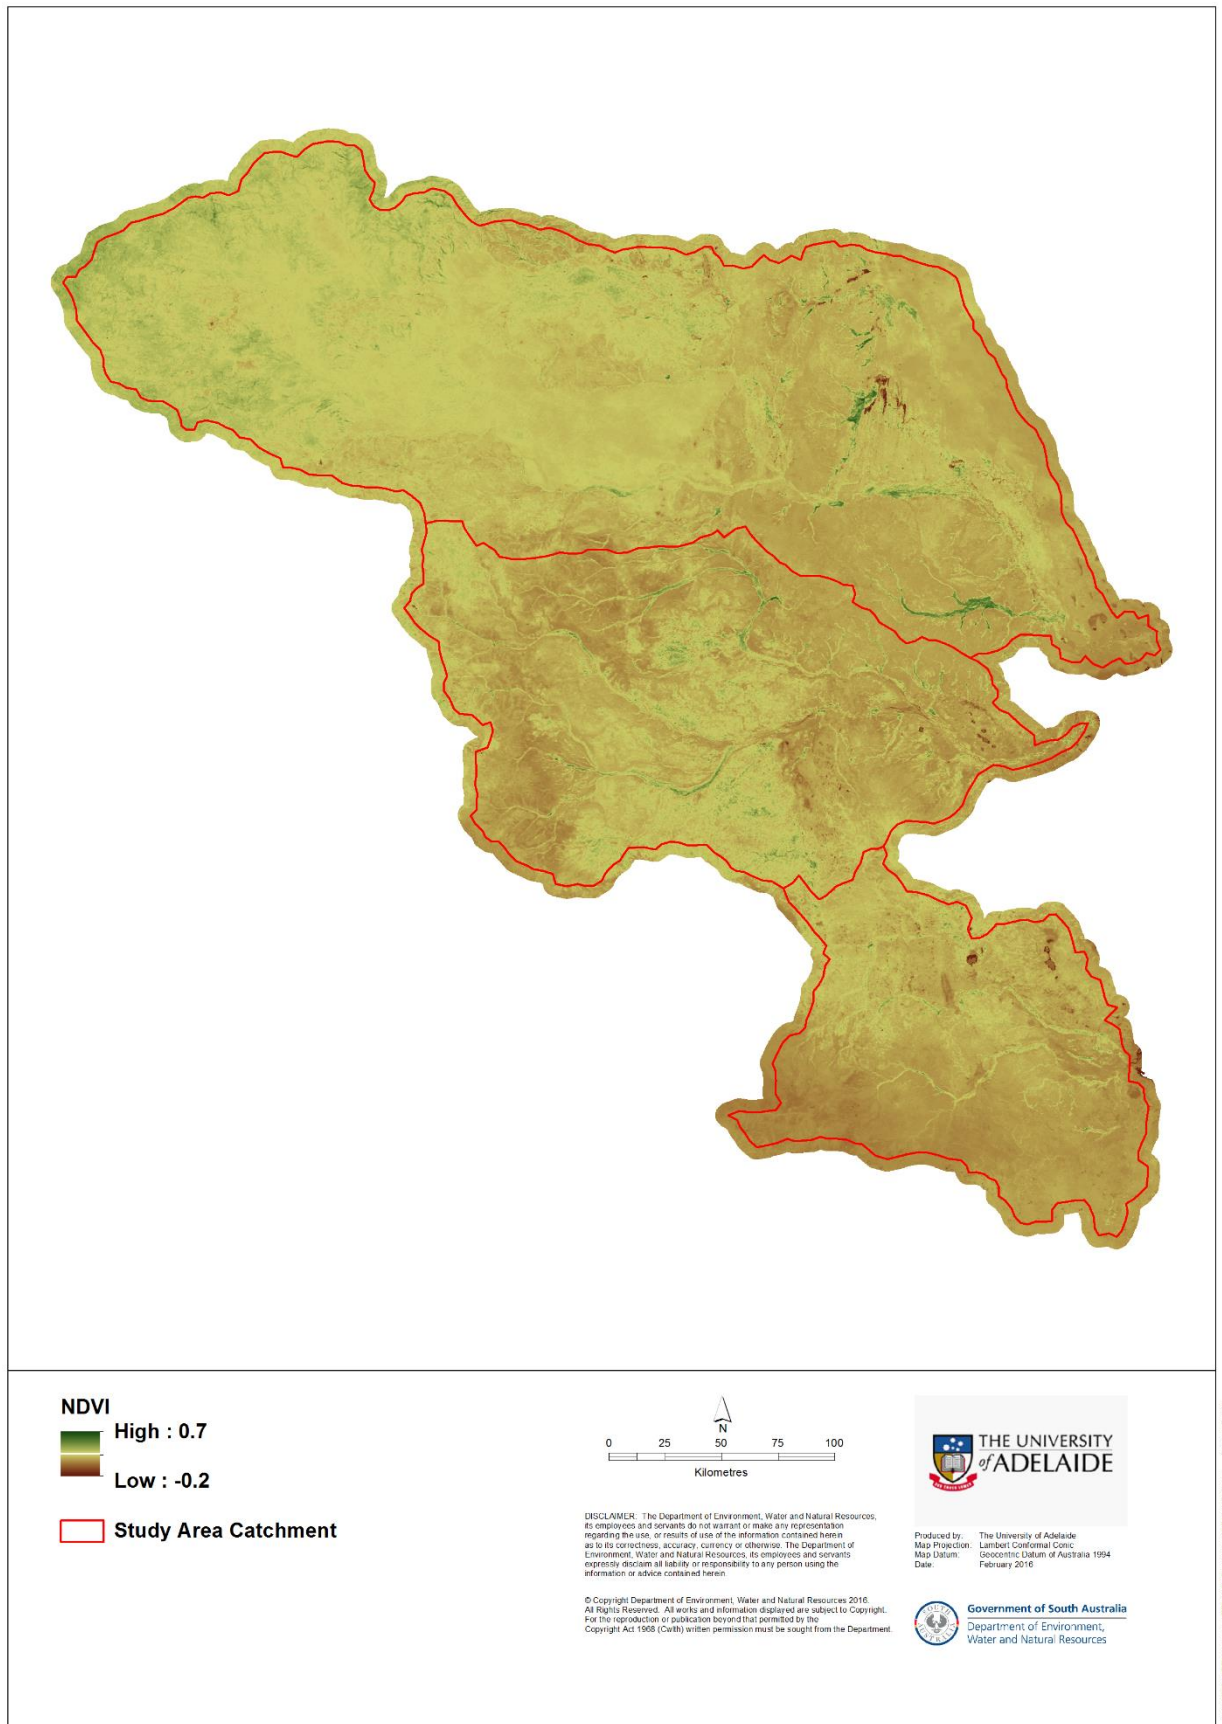 NDVI
High : 0.7
Low : -0.2
Study Area Catchment
N
0 25 50 75 100
Kilometres
DISCLAIMER: The Department of Environment, Water and Natural Resources,
its employees and servants do not warrant or make any representation
regarding the use, or results of use of the information contained herein
as to its correctness, accuracy, currency or otherwise. The Department of
Environment, Water and Natural Resources, its employees and servants
expressly disclaim all liability or responsibility to any person using the
information or advice contained herein.
© Copyright Department of Environment, Water and Natural Resources 2016.
All Rights Reserved. All works and information displayed are subject to Copyright.
For the reproduction or publication beyond that permitted by the
Copyright Act 1968 (Cwlth) written permission must be sought from the Department.
THE UNIVERSITY
of ADELAIDE
Produced by: The University of Adelaide
Map Projection: Lambert Conformal Conic
Map Datum: Geocentric Datum of Australia 1994
Date: February 2016
SOUTH
AUSTRALIA
Government of South Australia
Department of Environment,
Water and Natural Resources